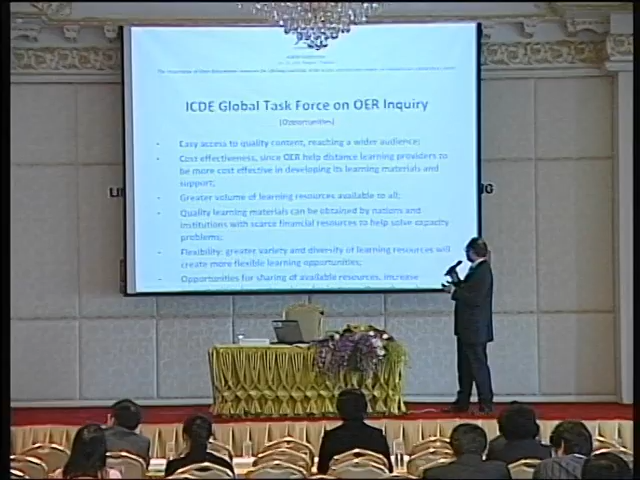 ICDE Global Task Force on OER Inquiry
(Opportunities)
• Easy access to quality content, reaching a wider audience;
• Cost effectiveness, since OER help distance learning providers to
be more cost effective in developing its learning materials and
support;
• Greater volume of learning resources available to all;
• Quality learning materials can be obtained by nations and
institutions with scarce financial resources to help solve capacity
problems;
• Flexibility: greater variety and diversity of learning resources will
create more flexible learning opportunities;
• Opportunities for sharing of available resources, increase